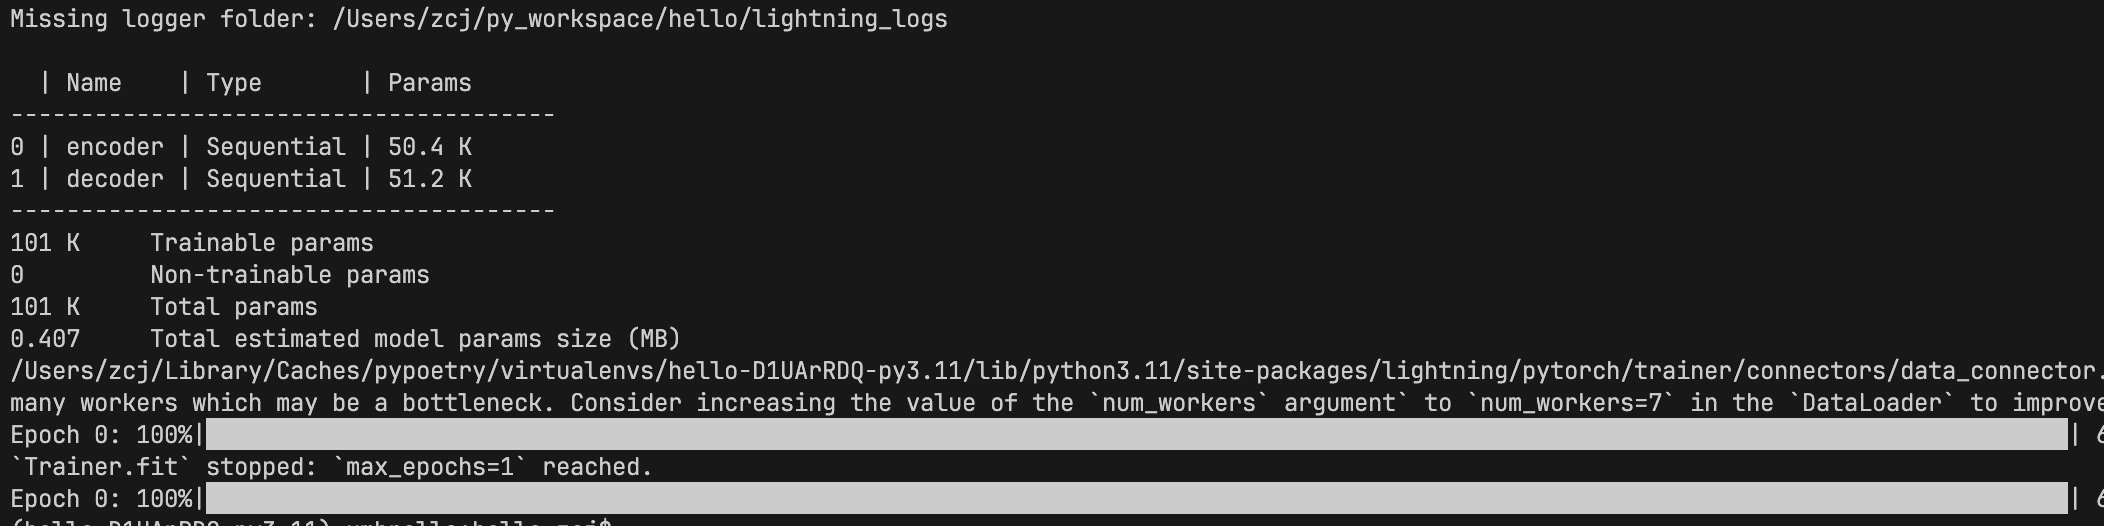 Missing logger folder: /Users/zcj/py_workspace/hello/lightning_logs
  | Name    | Type       | Params
---------------------------------------
0 | encoder | Sequential | 50.4 K
1 | decoder | Sequential | 51.2 K
---------------------------------------
101 K     Trainable params
0         Non-trainable params
101 K     Total params
0.407     Total estimated model params size (MB)
/Users/zcj/Library/Caches/pypoetry/virtualenvs/hello-D1UArRDQ-py3.11/lib/python3.11/site-packages/lightning/pytorch/trainer/connectors/data_connector.
many workers which may be a bottleneck. Consider increasing the value of the `num_workers` argument` to `num_workers=7` in the `DataLoader` to improve
Epoch 0: 100%| |
`Trainer.fit` stopped: `max_epochs=1` reached.
Epoch 0: 100%| |